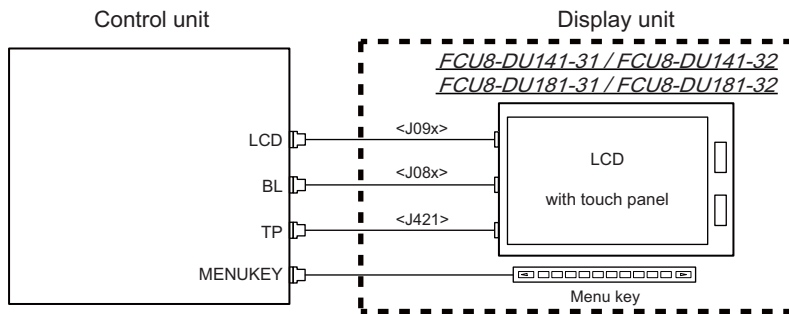 Control unit
Display unit
FCU8-DU141-31 / FCU8-DU141-32
FCU8-DU181-31 / FCU8-DU181-32
LCD
<J09x>
LCD
BL
<J08x>
with touch panel
TP
<J421>
MENUKEY
Menu key